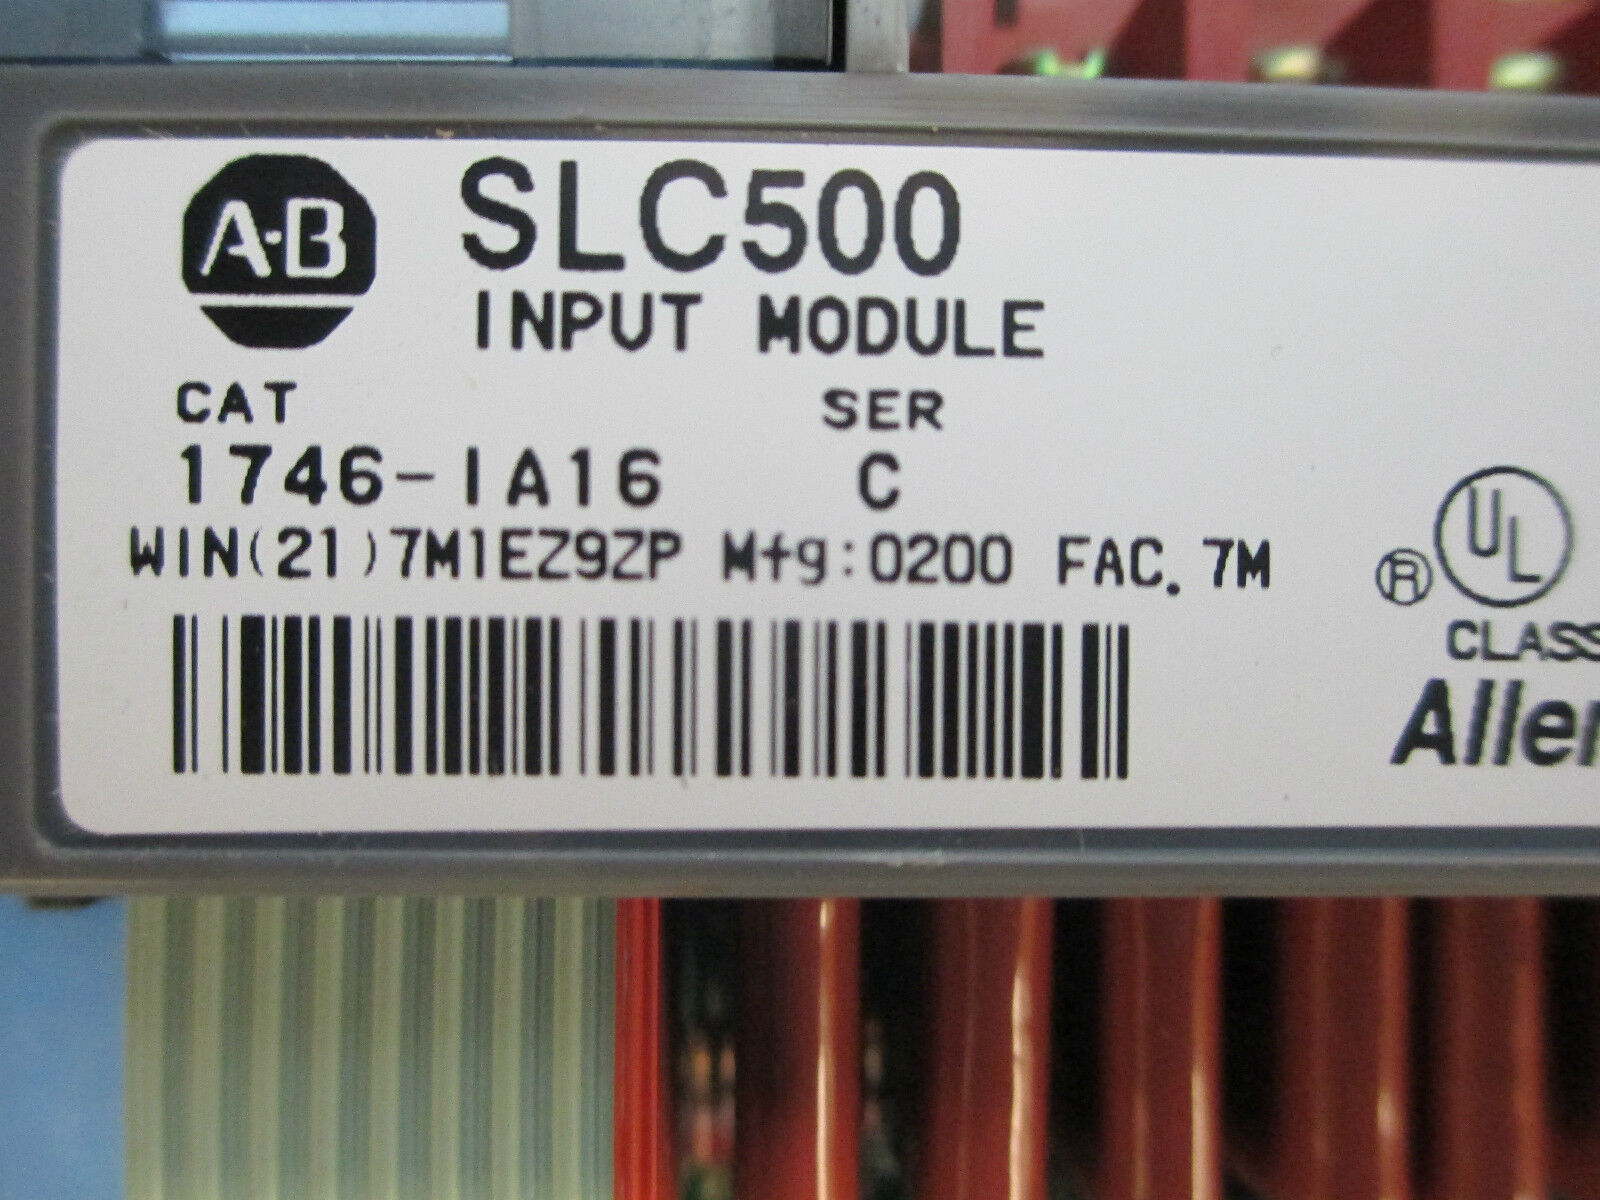 A-B SLC500
INPUT MODULE
CAT SER
1746-IA16 C
WIN(21)7M1EZ9ZP Mfg:0200 FAC. 7M
UL
®
CLASS
Allen